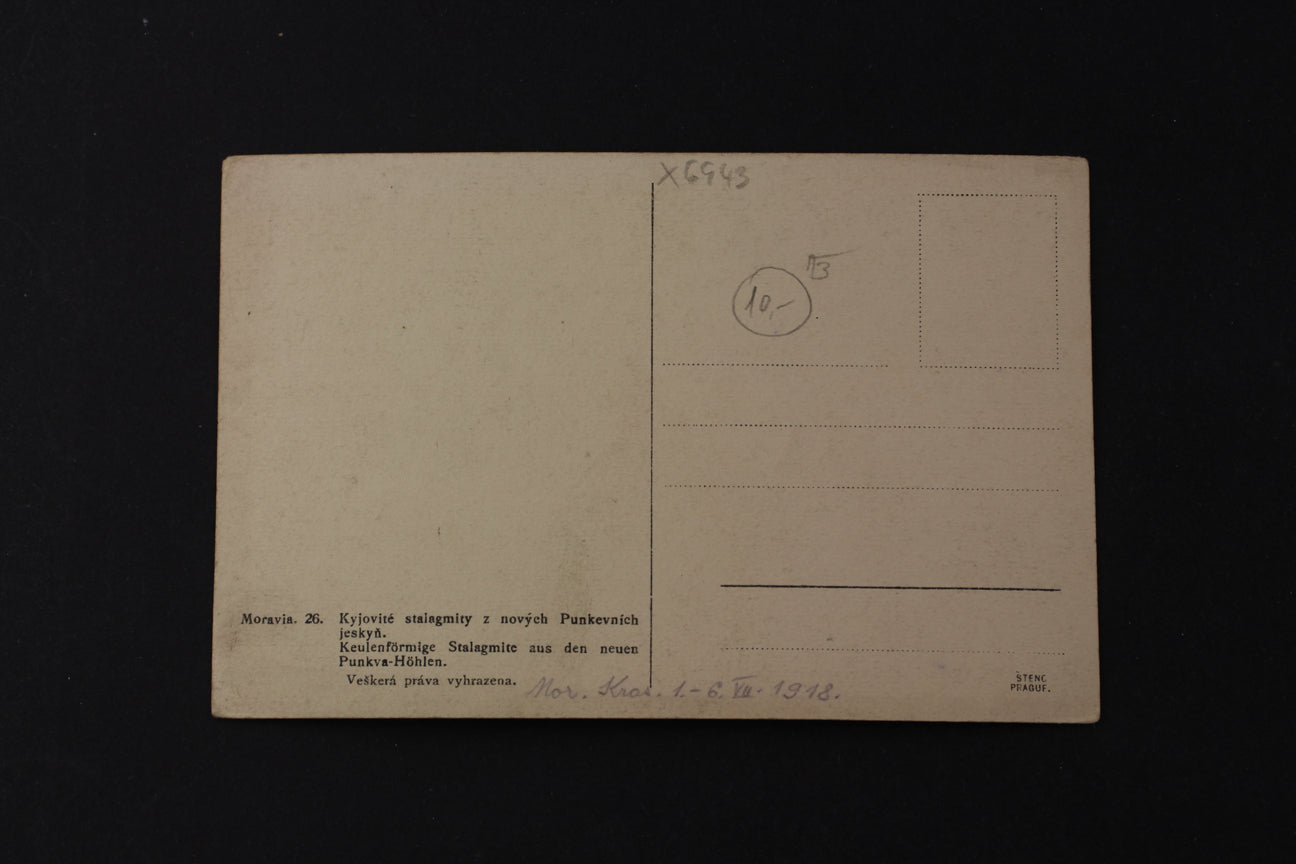 X6943
10,-
Moravia. 26. Kyjovité stalagmity z nových Punkevních
jeskyň.
Keulenförmige Stalagmite aus den neuen
Punkva-Höhlen.
Veškerá práva vyhrazena.
Mor. Kras. 1.-6. VII. 1918.
ŠTENC
PRAGUE.